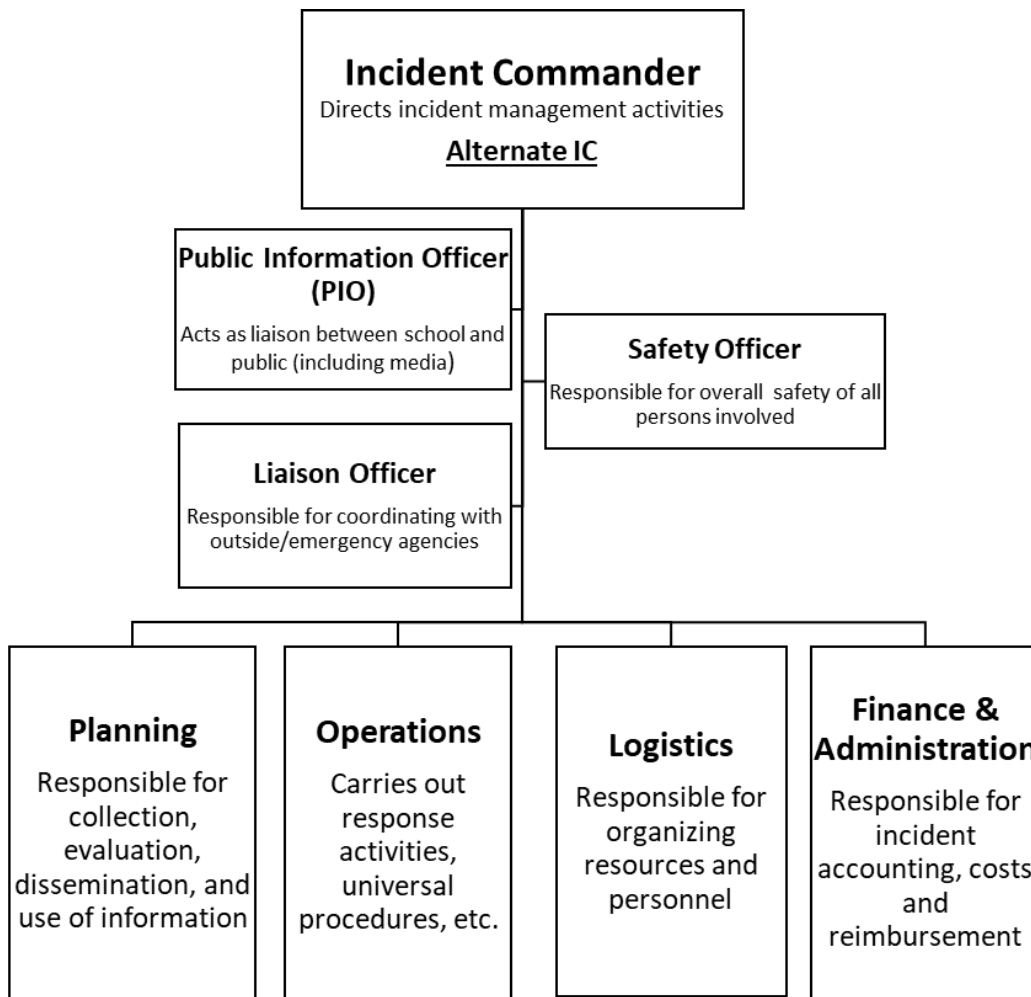 Incident Commander
Directs incident management activities
Alternate IC
Public Information Officer
(PIO)
Acts as liaison between school and
public (including media)
Safety Officer
Responsible for overall safety of all
persons involved
Liaison Officer
Responsible for coordinating with
outside/emergency agencies
Planning
Responsible for
collection,
evaluation,
dissemination, and
use of information
Operations
Carries out
response
activities,
universal
procedures, etc.
Logistics
Responsible for
organizing
resources and
personnel
Finance &
Administration
Responsible for
incident
accounting, costs
and
reimbursement